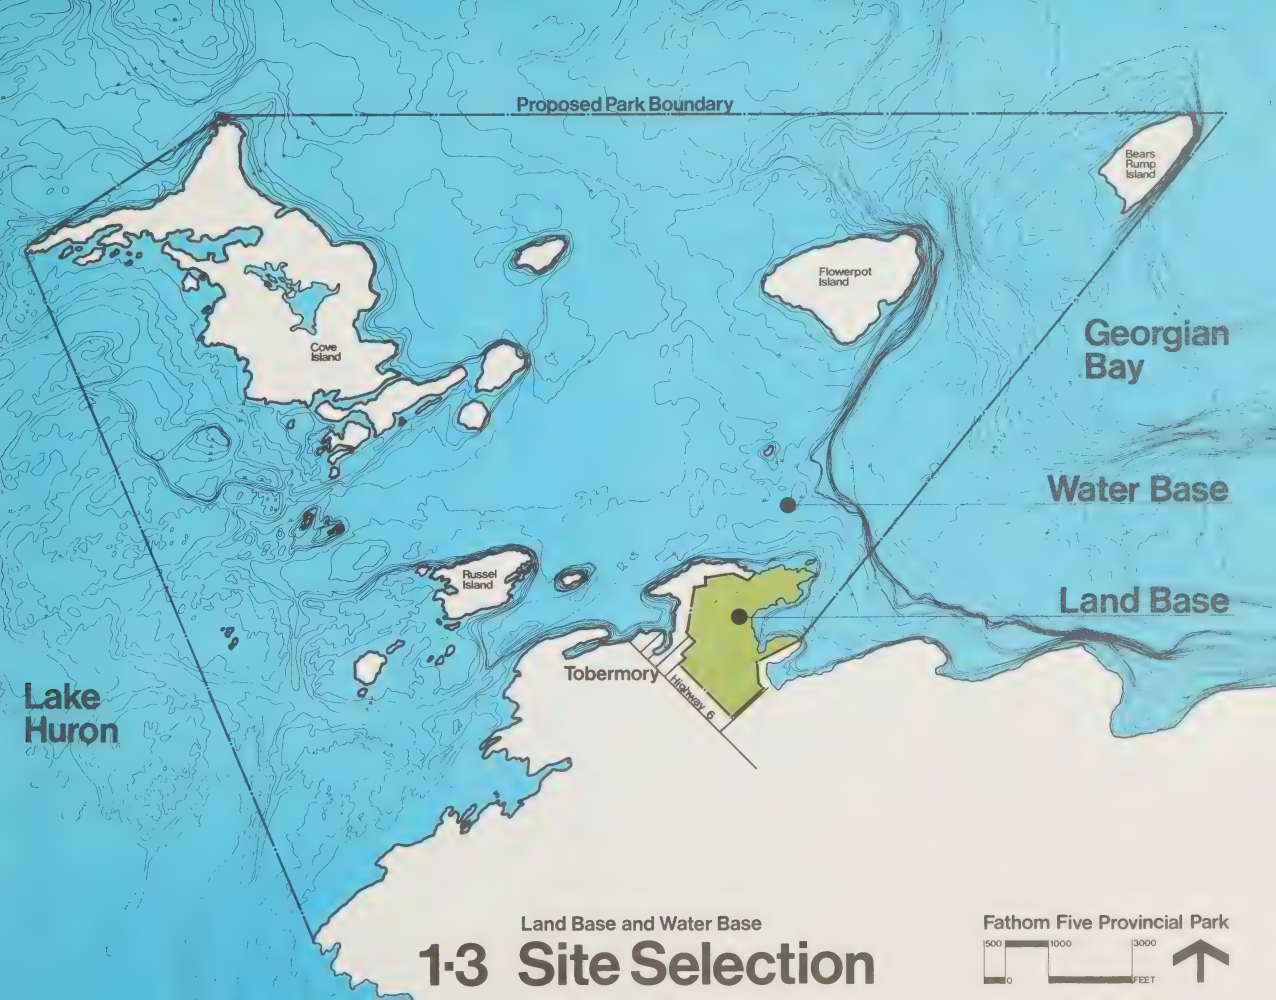 Proposed Park Boundary
Bears
Rump
Island
Flowerpot
Island
Georgian
Bay
Cove
Island
Water Base
Russel
Island
Land Base
Tobermory
Highway 6
Lake
Huron
Land Base and Water Base
1·3 Site Selection
Fathom Five Provincial Park
500 1000 3000
0 FEET